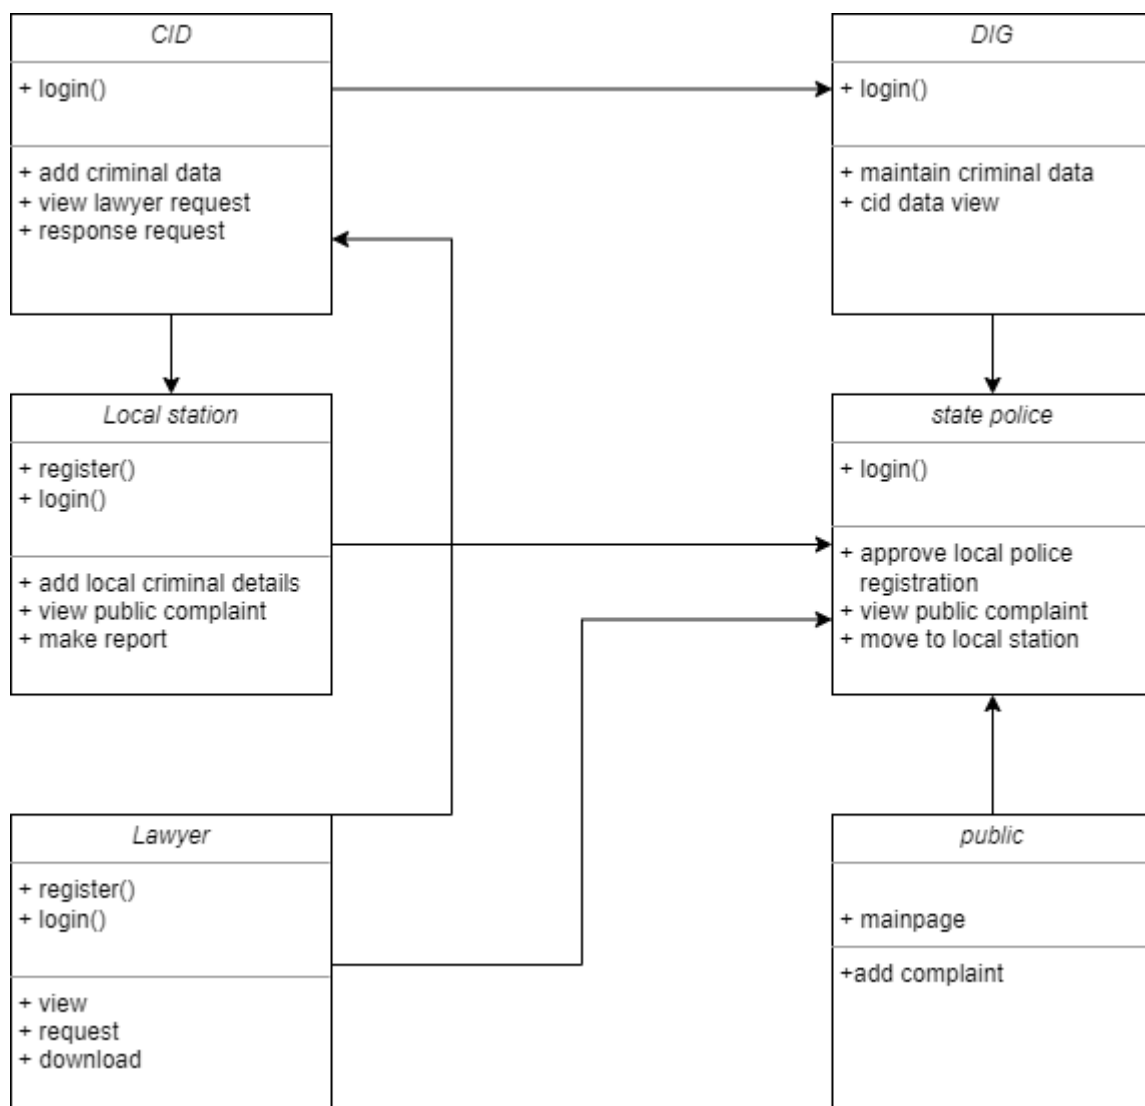 CID
+ login()
+ add criminal data
+ view lawyer request
+ response request
DIG
+ login()
+ maintain criminal data
+ cid data view
Local station
+ register()
+ login()
+ add local criminal details
+ view public complaint
+ make report
state police
+ login()
+ approve local police
registration
+ view public complaint
+ move to local station
Lawyer
+ register()
+ login()
+ view
+ request
+ download
public
+ mainpage
+add complaint